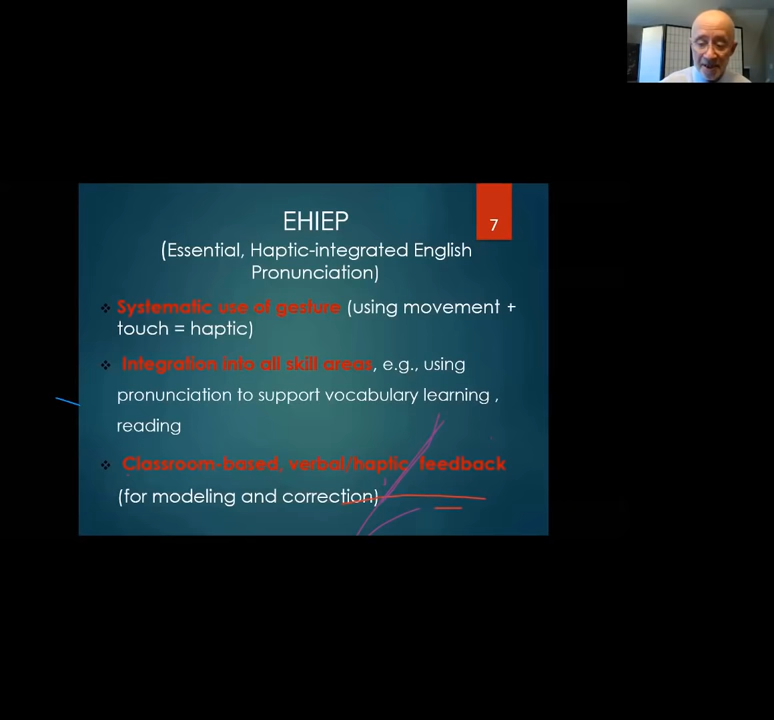 EHIEP
7
(Essential, Haptic-integrated English
Pronunciation)
❖ Systematic use of gesture (using movement +
touch = haptic)
❖ Integration into all skill areas, e.g., using
pronunciation to support vocabulary learning ,
reading
❖ Classroom-based, verbal/haptic feedback
(for modeling and correction)